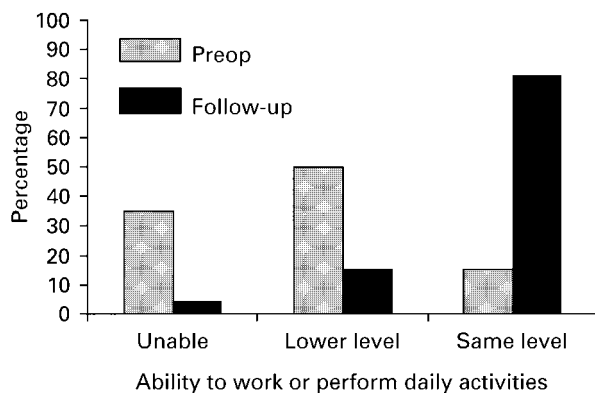 100
90
80
70
60
50
40
30
20
10
0
Percentage
Preop
Follow-up
Unable
Lower level
Same level
Ability to work or perform daily activities